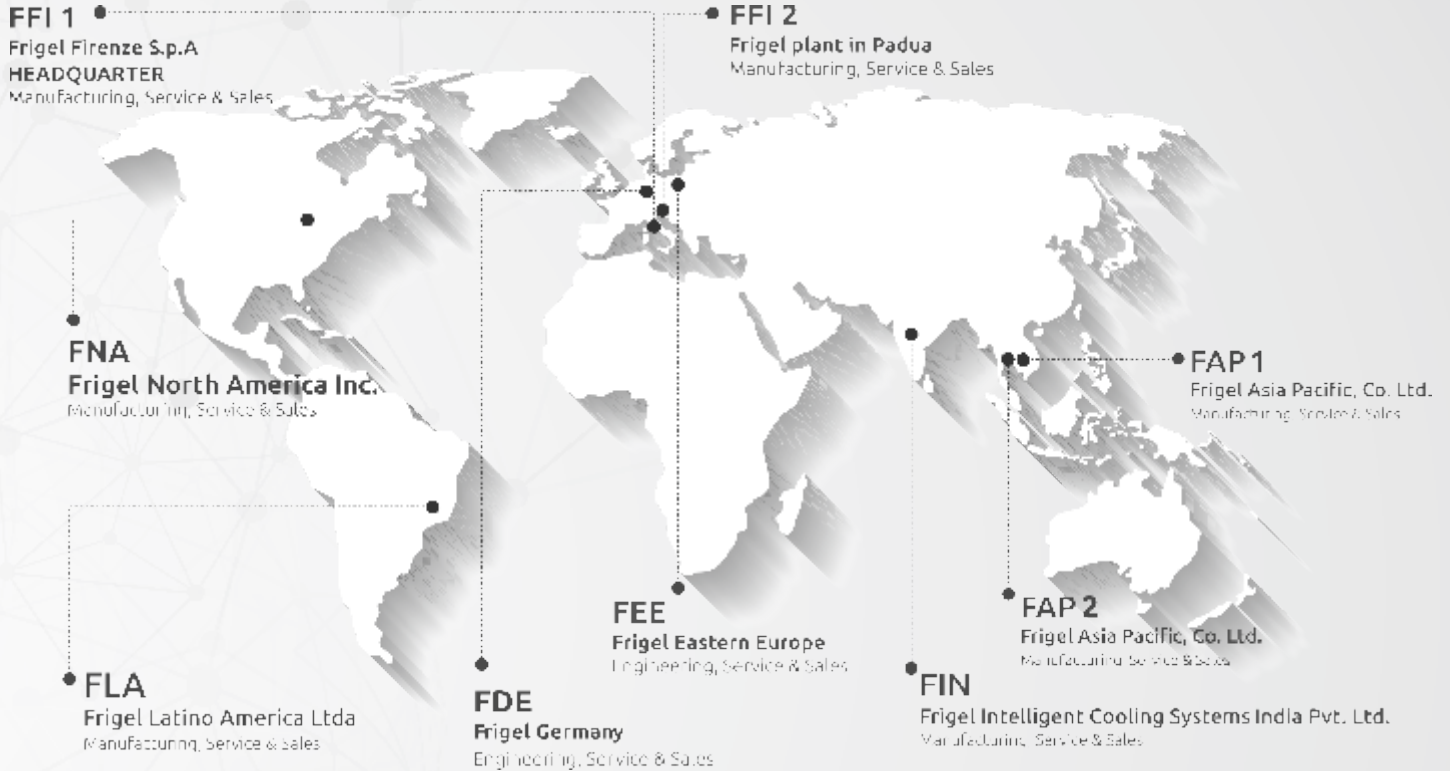 FFI 1
Frigel Firenze S.p.A
HEADQUARTER
Manufacturing, Service & Sales
FFI 2
Frigel plant in Padua
Manufacturing, Service & Sales
FNA
Frigel North America Inc.
Manufacturing, Service & Sales
FAP 1
Frigel Asia Pacific, Co. Ltd.
Manufacturing, Service & Sales
FLA
Frigel Latino America Ltda
Manufacturing, Service & Sales
FDE
Frigel Germany
Engineering, Service & Sales
FEE
Frigel Eastern Europe
Engineering, Service & Sales
FAP 2
Frigel Asia Pacific, Co. Ltd.
Manufacturing, Service & Sales
FIN
Frigel Intelligent Cooling Systems India Pvt. Ltd.
Manufacturing, Service & Sales